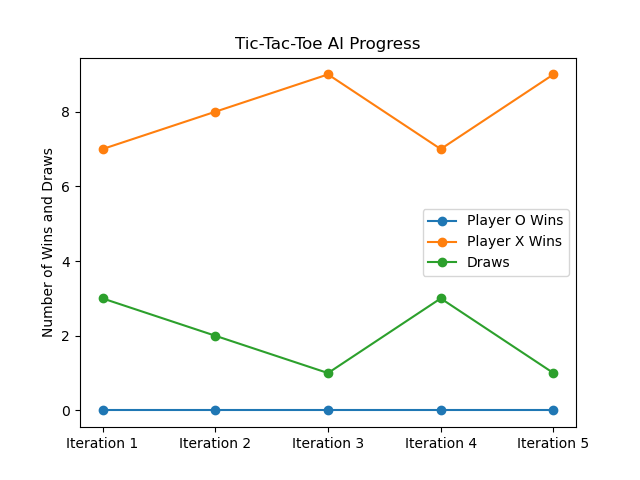 Tic-Tac-Toe AI Progress
Number of Wins and Draws
8
6
4
2
0
Player O Wins
Player X Wins
Draws
Iteration 1
Iteration 2
Iteration 3
Iteration 4
Iteration 5